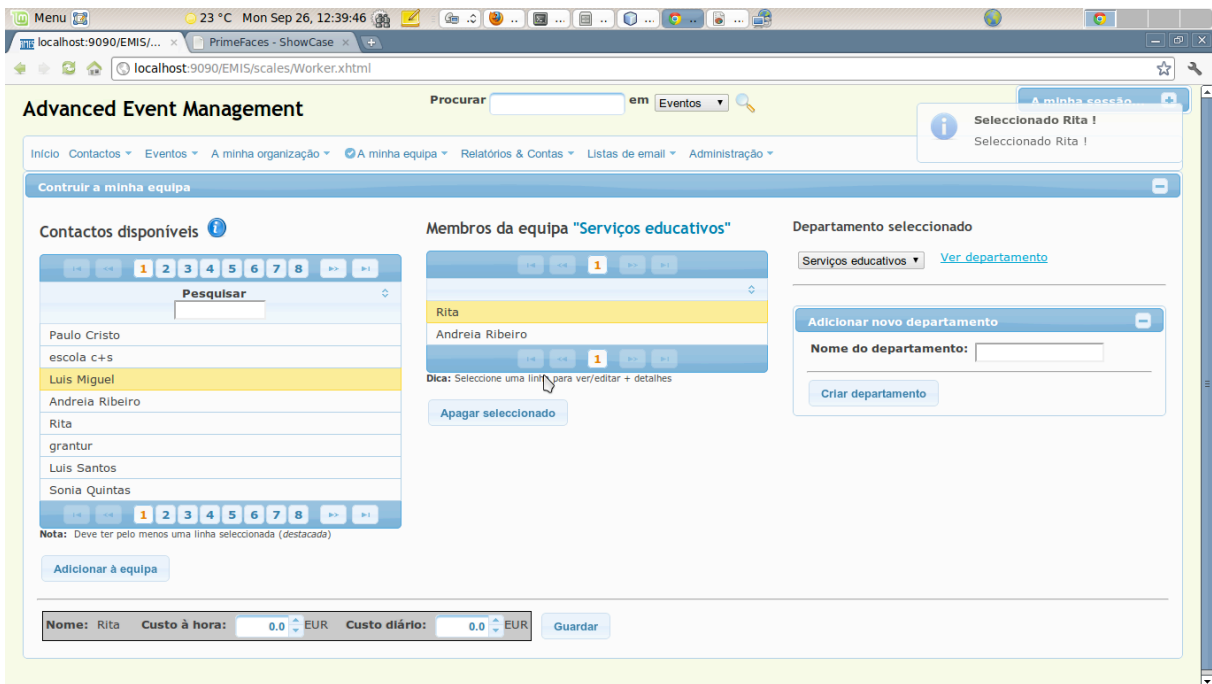 Menu 23 °C Mon Sep 26, 12:39:46
localhost:9090/EMIS/... × PrimeFaces - ShowCase ×
localhost:9090/EMIS/scales/Worker.xhtml
Advanced Event Management
Procurar em Eventos
A minha sessão
Seleccionado Rita !
Seleccionado Rita !
Início Contactos Eventos A minha organização A minha equipa Relatórios & Contas Listas de email Administração
Contruir a minha equipa
Contactos disponíveis
1 2 3 4 5 6 7 8
Pesquisar
Paulo Cristo
escola c+s
Luis Miguel
Andreia Ribeiro
Rita
grantur
Luis Santos
Sonia Quintas
1 2 3 4 5 6 7 8
Nota: Deve ter pelo menos uma linha seleccionada (destacada)
Adicionar à equipa
Membros da equipa "Serviços educativos"
1
Rita
Andreia Ribeiro
1
Dica: Seleccione uma linha para ver/editar + detalhes
Apagar seleccionado
Departamento seleccionado
Serviços educativos Ver departamento
Adicionar novo departamento
Nome do departamento:
Criar departamento
Nome: Rita Custo à hora: 0.0 EUR Custo diário: 0.0 EUR Guardar